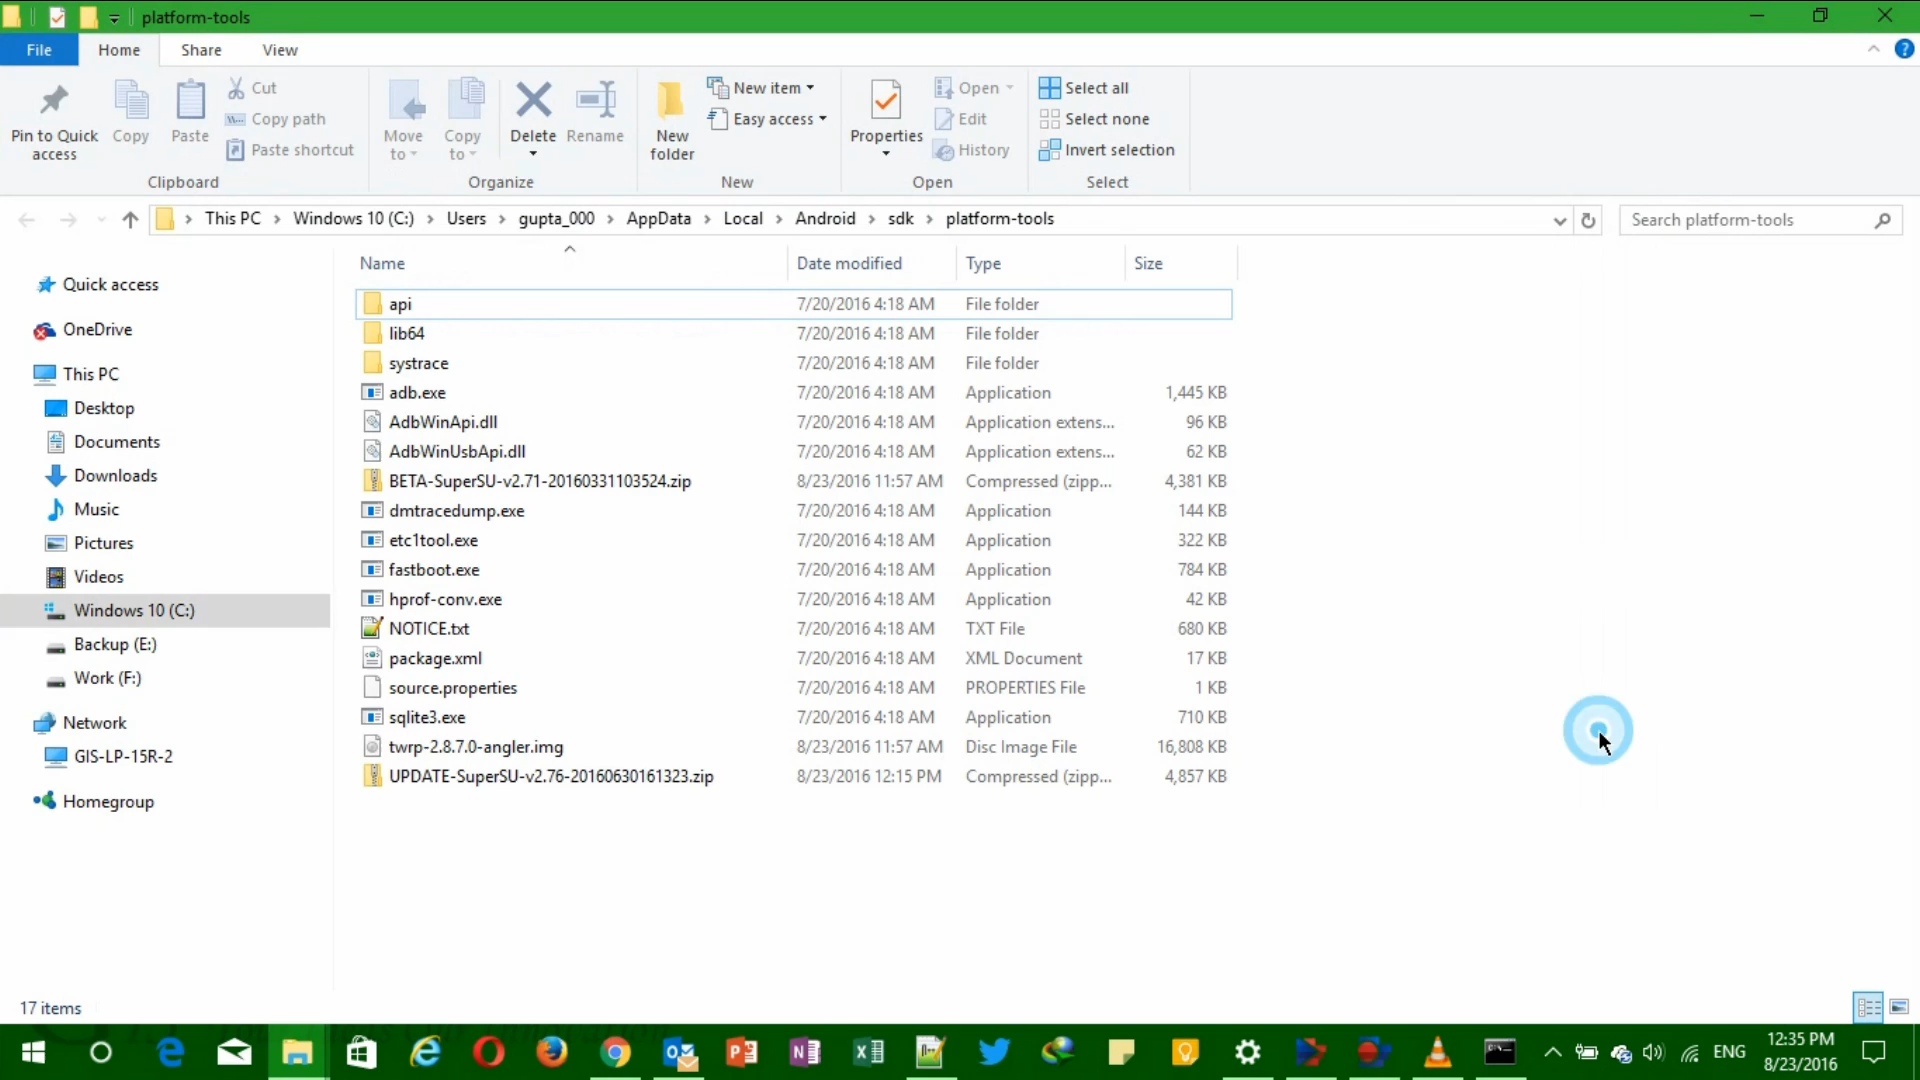 platform-tools
File Home Share View
Pin to Quick access
Copy
Paste
Cut
Copy path
Paste shortcut
Clipboard
Move to
Copy to
Delete
Rename
Organize
New folder
New item
Easy access
New
Properties
Open
Edit
History
Open
Select all
Select none
Invert selection
Select
This PC > Windows 10 (C:) > Users > gupta_000 > AppData > Local > Android > sdk > platform-tools
Search platform-tools
Quick access
OneDrive
This PC
Desktop
Documents
Downloads
Music
Pictures
Videos
Windows 10 (C:)
Backup (E:)
Work (F:)
Network
GIS-LP-15R-2
Homegroup
Name Date modified Type Size
api 7/20/2016 4:18 AM File folder
lib64 7/20/2016 4:18 AM File folder
systrace 7/20/2016 4:18 AM File folder
adb.exe 7/20/2016 4:18 AM Application 1,445 KB
AdbWinApi.dll 7/20/2016 4:18 AM Application extens... 96 KB
AdbWinUsbApi.dll 7/20/2016 4:18 AM Application extens... 62 KB
BETA-SuperSU-v2.71-20160331103524.zip 8/23/2016 11:57 AM Compressed (zipp... 4,381 KB
dmtracedump.exe 7/20/2016 4:18 AM Application 144 KB
etc1tool.exe 7/20/2016 4:18 AM Application 322 KB
fastboot.exe 7/20/2016 4:18 AM Application 784 KB
hprof-conv.exe 7/20/2016 4:18 AM Application 42 KB
NOTICE.txt 7/20/2016 4:18 AM TXT File 680 KB
package.xml 7/20/2016 4:18 AM XML Document 17 KB
source.properties 7/20/2016 4:18 AM PROPERTIES File 1 KB
sqlite3.exe 7/20/2016 4:18 AM Application 710 KB
twrp-2.8.7.0-angler.img 8/23/2016 11:57 AM Disc Image File 16,808 KB
UPDATE-SuperSU-v2.76-20160630161323.zip 8/23/2016 12:15 PM Compressed (zipp... 4,857 KB
17 items
ENG
12:35 PM
8/23/2016